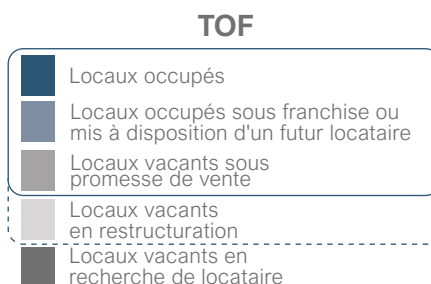 TOF
Locaux occupés
Locaux occupés sous franchise ou
mis à disposition d'un futur locataire
Locaux vacants sous
promesse de vente
Locaux vacants
en restructuration
Locaux vacants en
recherche de locataire